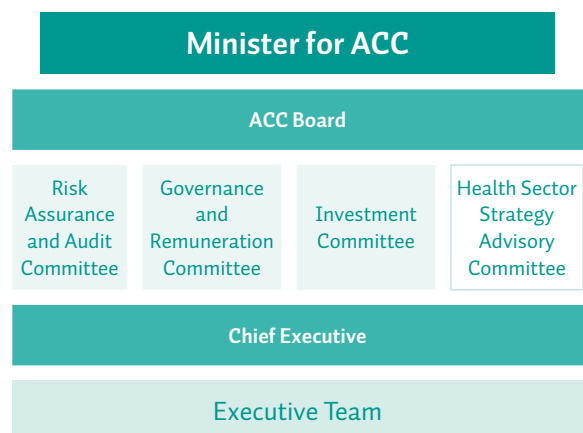 Minister for ACC
ACC Board
Risk
Assurance
and Audit
Committee
Governance
and
Remuneration
Committee
Investment
Committee
Health Sector
Strategy
Advisory
Committee
Chief Executive
Executive Team